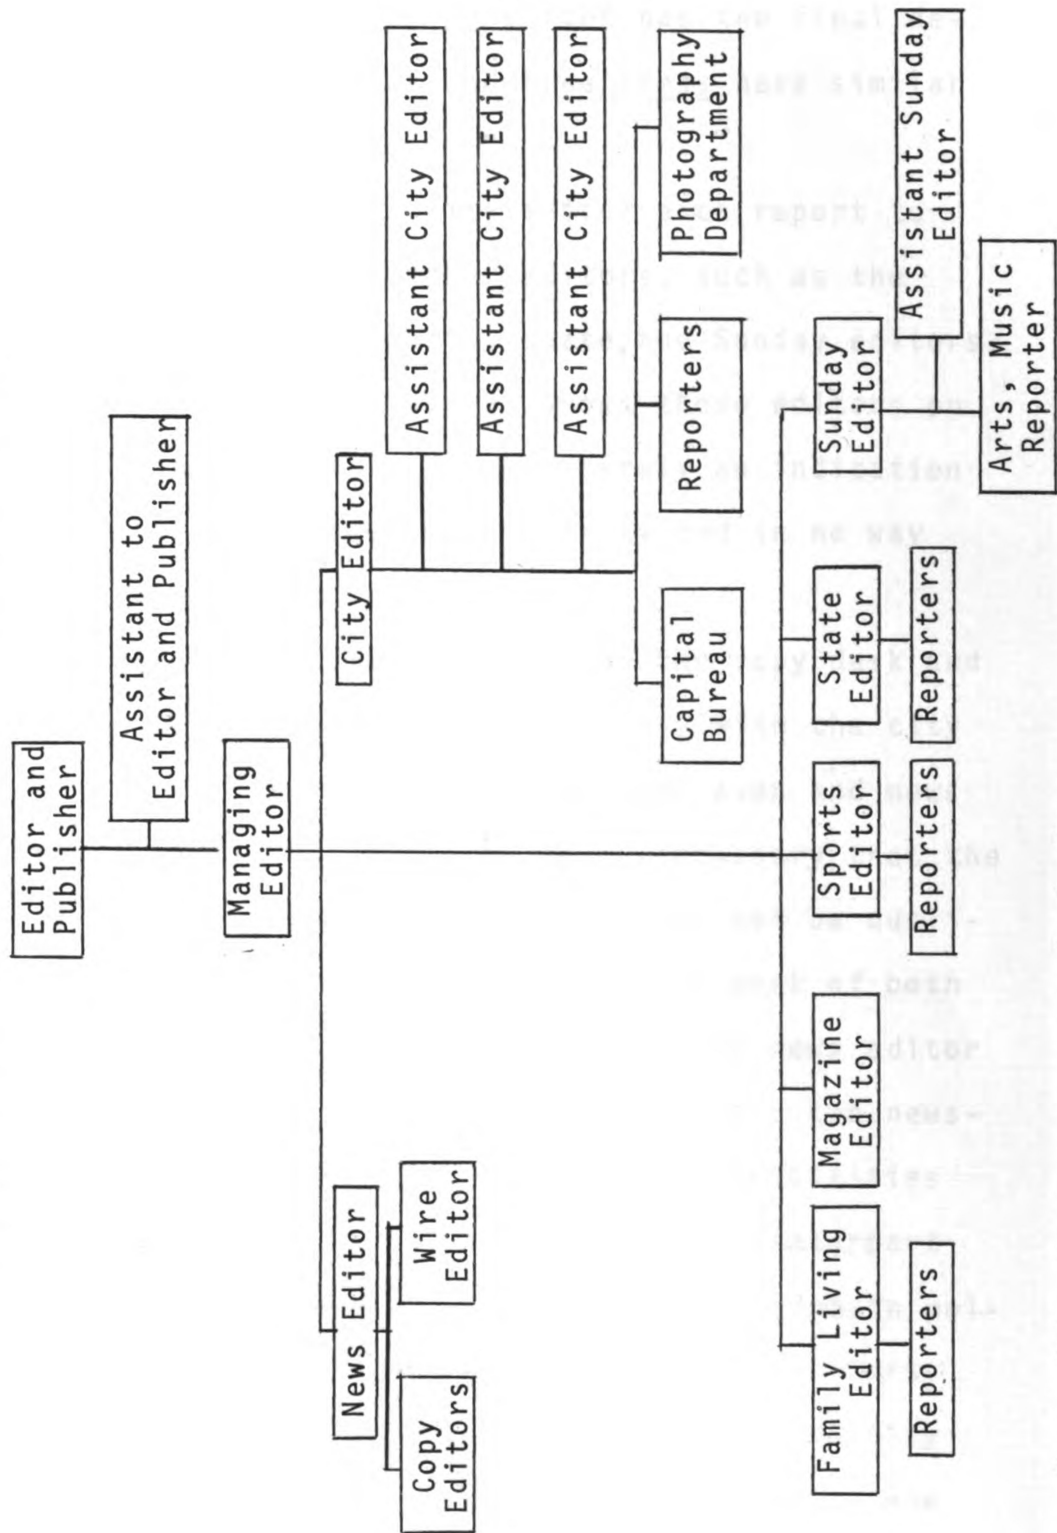 Editor and
Publisher
Assistant to
Editor and Publisher
Managing
Editor
News Editor
City Editor
Copy
Editors
Wire
Editor
Assistant City Editor
Assistant City Editor
Assistant City Editor
Capital
Bureau
Reporters
Photography
Department
Family Living
Editor
Magazine
Editor
Sports
Editor
State
Editor
Sunday
Editor
Reporters
Reporters
Reporters
Assistant Sunday
Editor
Arts, Music
Reporter